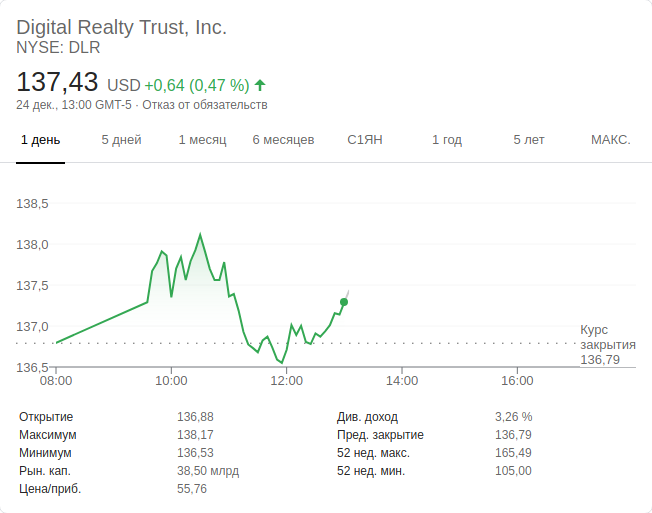 Digital Realty Trust, Inc.
NYSE: DLR
137,43 USD +0,64 (0,47 %)
24 дек., 13:00 GMT-5 · Отказ от обязательств
1 день 5 дней 1 месяц 6 месяцев С1ЯН 1 год 5 лет МАКС.
138,5
138,0
137,5
137,0
136,5
Курс
закрытия
136,79
08:00 10:00 12:00 14:00 16:00
Открытие 136,88 Див. доход 3,26 %
Максимум 138,17 Пред. закрытие 136,79
Минимум 136,53 52 нед. макс. 165,49
Рын. кап. 38,50 млрд 52 нед. мин. 105,00
Цена/приб. 55,76